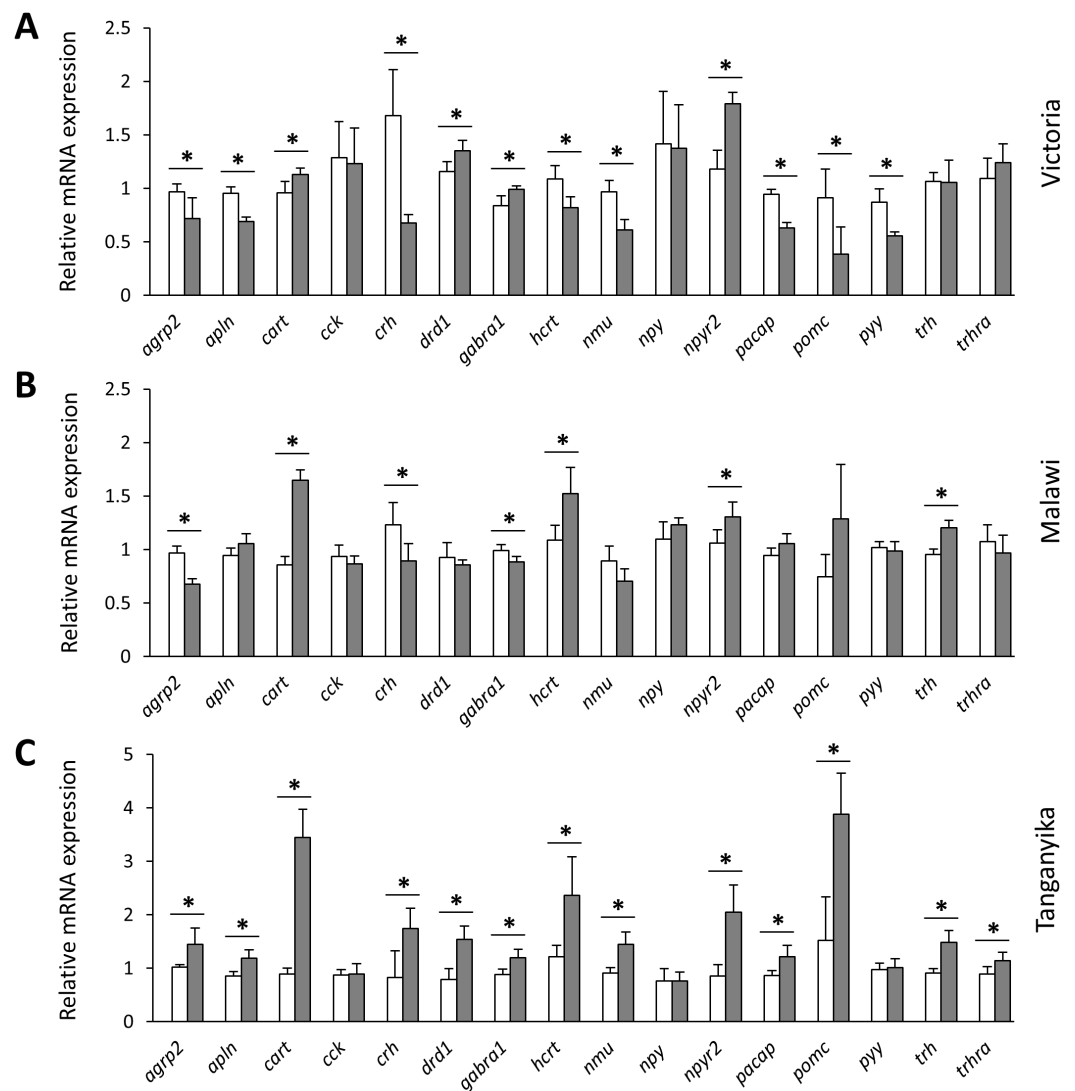 A
Relative mRNA expression
2.5
2
1.5
1
0.5
0
* * * * * * * * * * * *
agrp2 apln cart cck crh drd1 gabra1 hcrt nmu npy npyr2 pacap pomc pyy trh trhra
Victoria
B
Relative mRNA expression
2.5
2
1.5
1
0.5
0
* * * * * * *
agrp2 apln cart cck crh drd1 gabra1 hcrt nmu npy npyr2 pacap pomc pyy trh trhra
Malawi
C
Relative mRNA expression
5
4
3
2
1
0
* * * * * * * * * * * * *
agrp2 apln cart cck crh drd1 gabra1 hcrt nmu npy npyr2 pacap pomc pyy trh trhra
Tanganyika